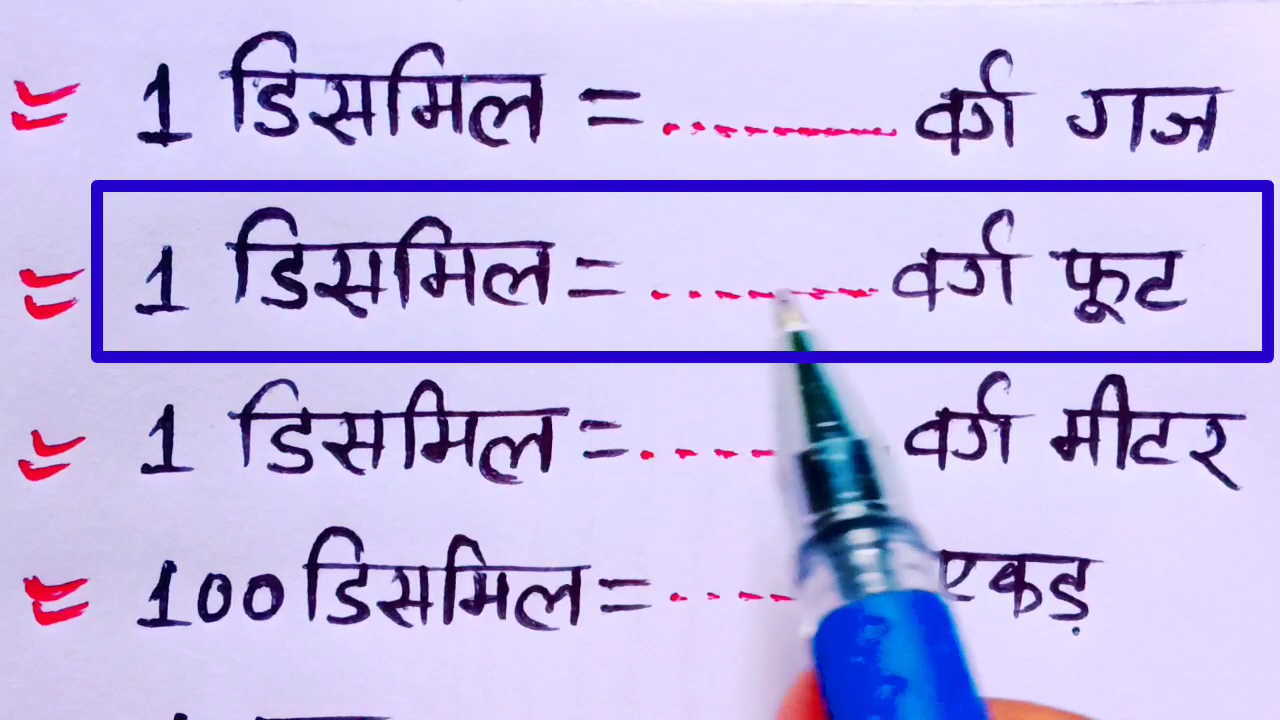 1 डिसमिल = ........ वर्ग गज
1 डिसमिल = ........ वर्ग फूट
1 डिसमिल = ..... वर्ग मीटर
100 डिसमिल = ..... एकड़